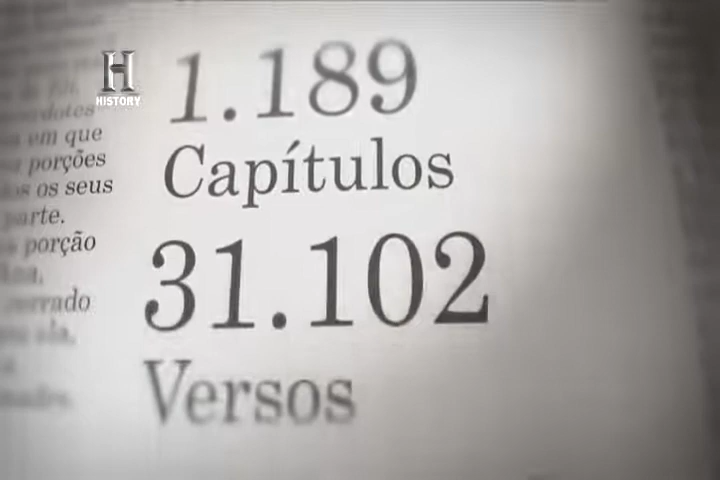 H
HISTORY
1.189
Capítulos
31.102
Versos
em que
porções
os seus
parte.
porção